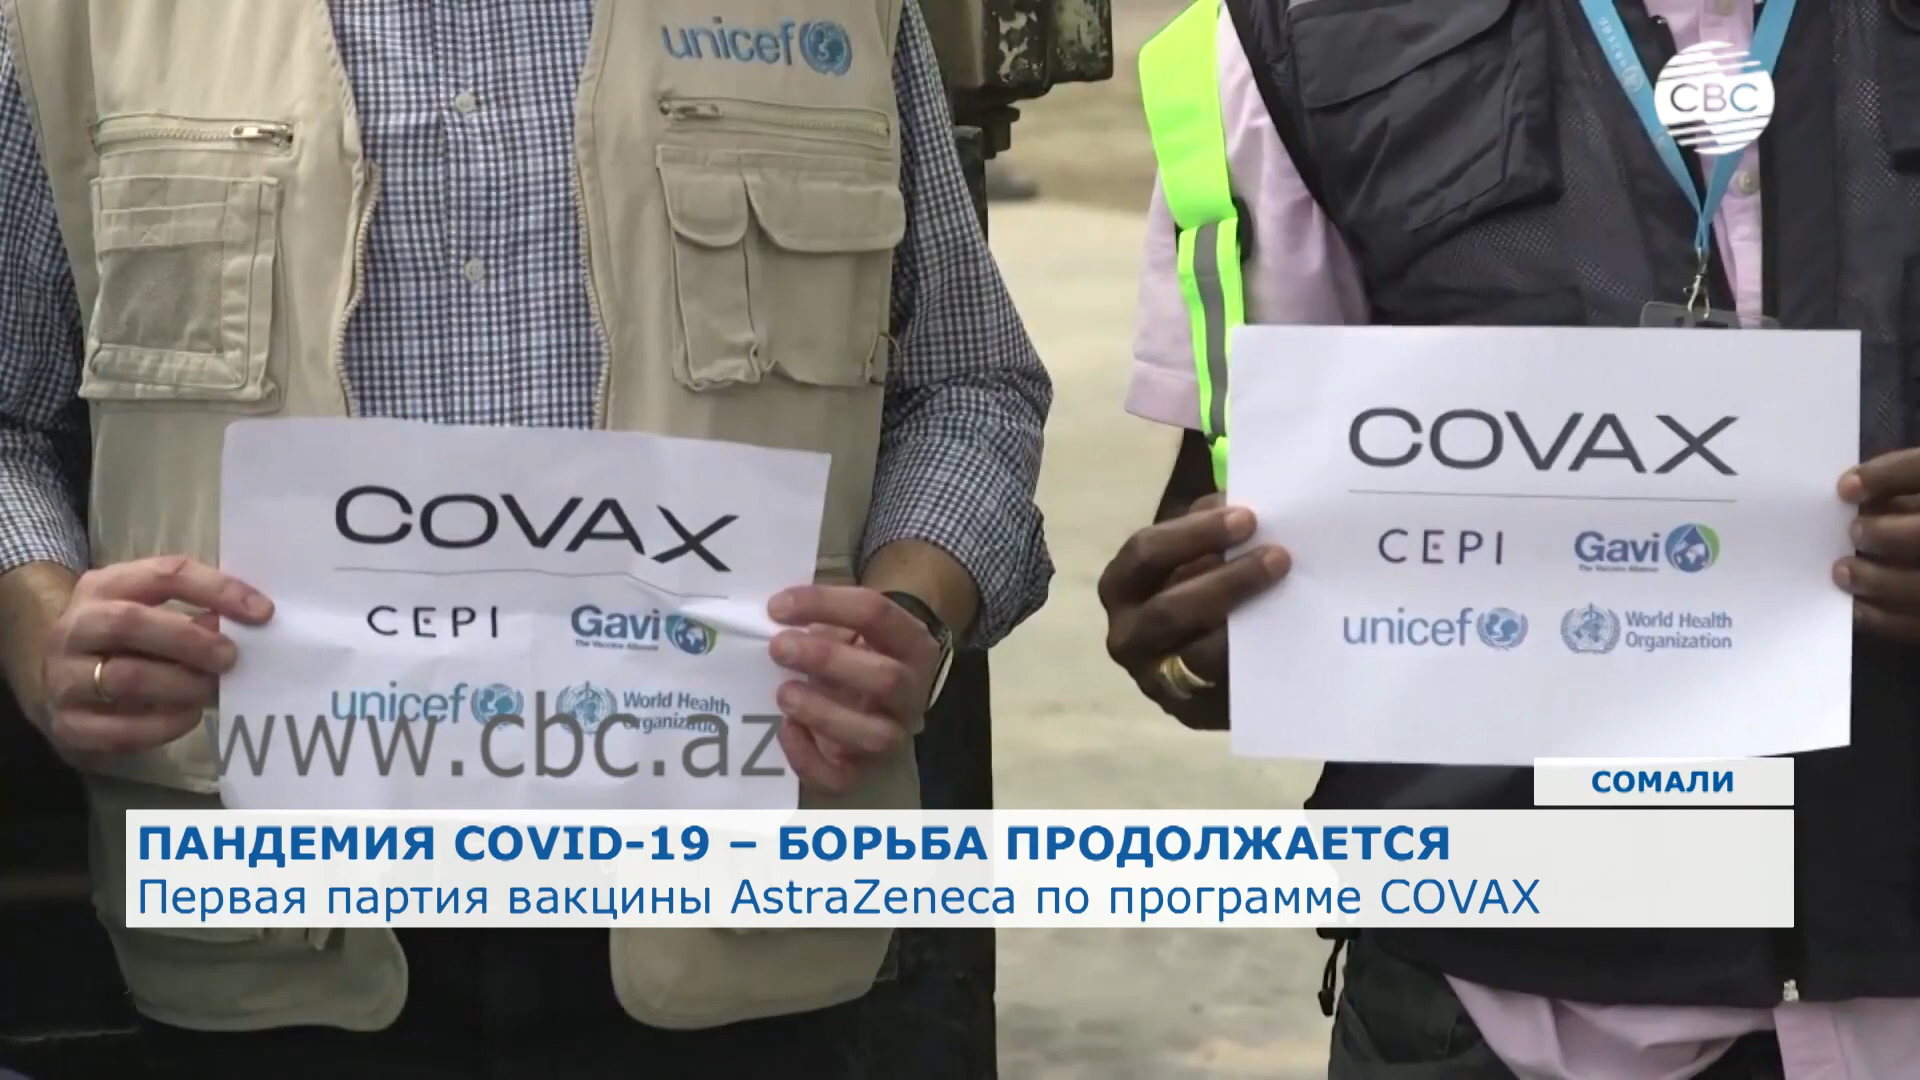 unicef
CBC
COVAX
CEPI
Gavi
The Vaccine Alliance
unicef
World Health
Organization
COVAX
CEPI
Gavi
The Vaccine Alliance
unicef
World Health
Organization
www.cbc.az
СОМАЛИ
ПАНДЕМИЯ COVID-19 – БОРЬБА ПРОДОЛЖАЕТСЯ
Первая партия вакцины AstraZeneca по программе COVAX